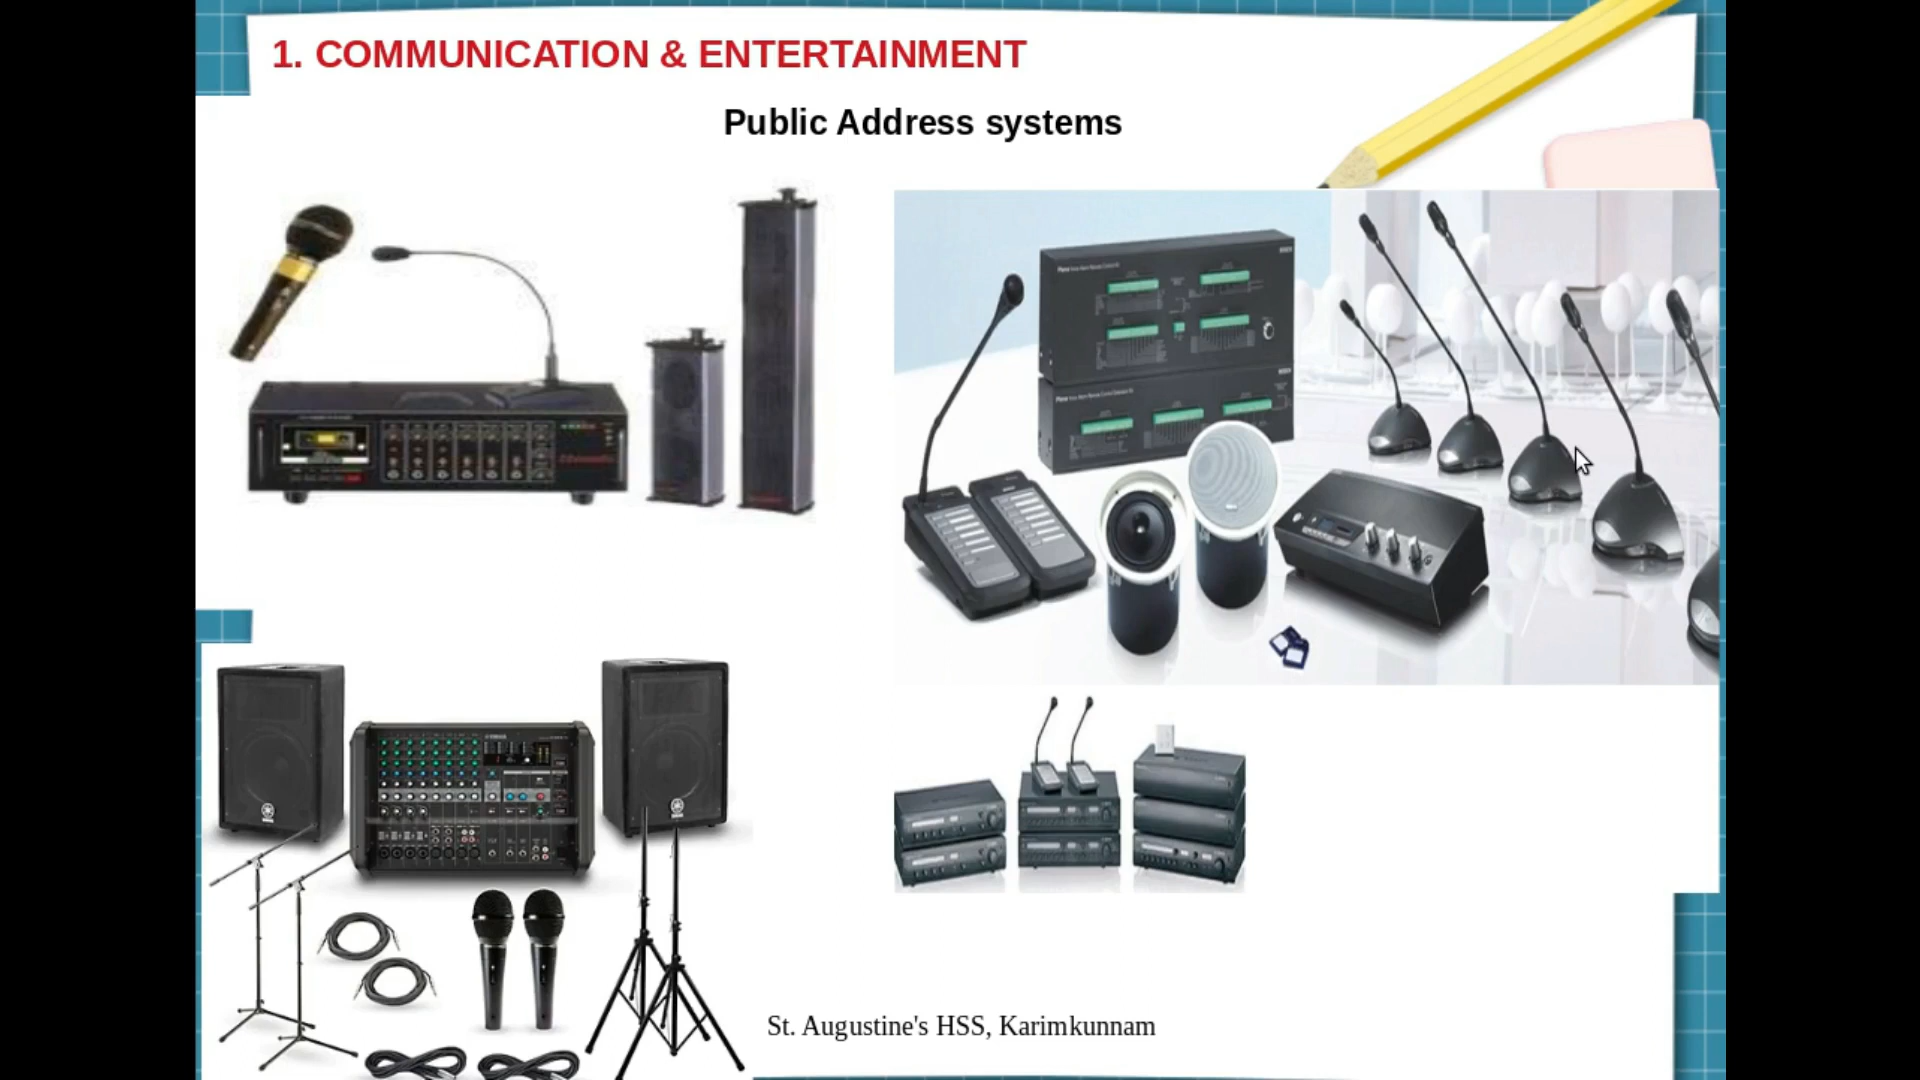 1. COMMUNICATION & ENTERTAINMENT
Public Address systems
St. Augustine's HSS, Karimkunnam